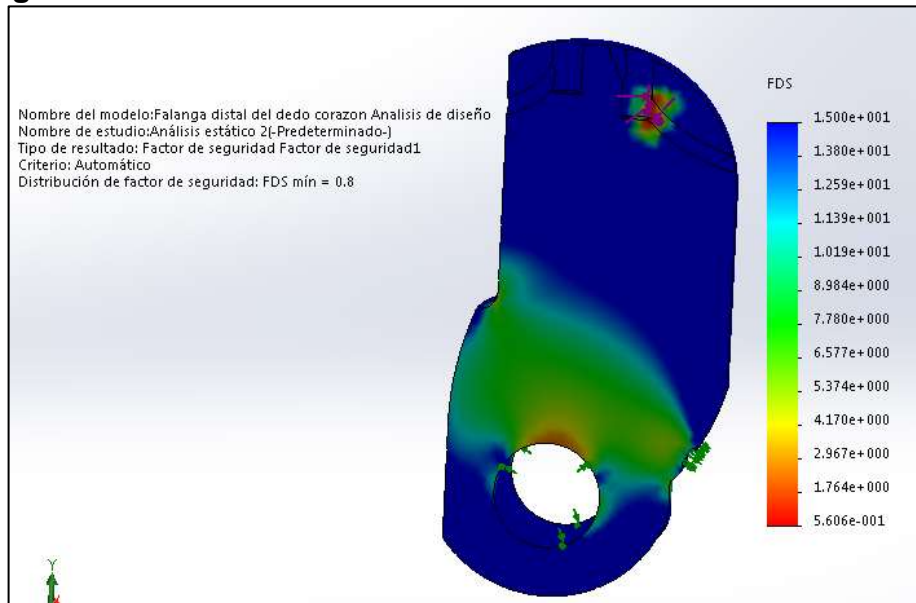 Nombre del modelo:Falanga distal del dedo corazon Analisis de diseño
Nombre de estudio:Análisis estático 2(-Predeterminado-)
Tipo de resultado: Factor de seguridad Factor de seguridad1
Criterio: Automático
Distribución de factor de seguridad: FDS mín = 0.8
FDS
1.500e+001
1.380e+001
1.259e+001
1.139e+001
8.984e+000
7.780e+000
6.577e+000
5.374e+000
4.170e+000
2.967e+000
1.764e+000
5.606e-001
Y